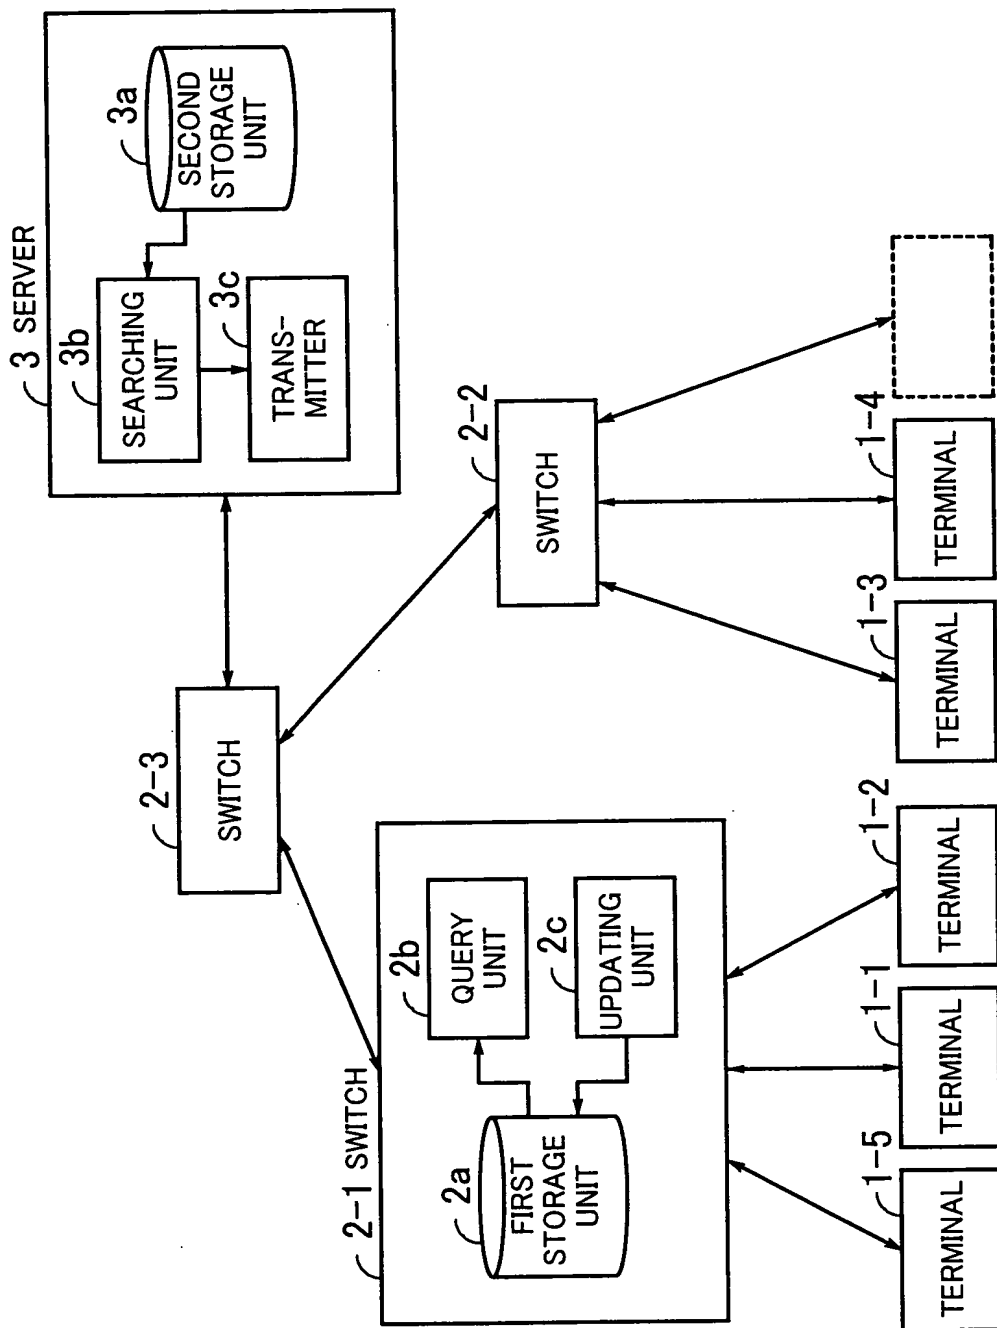 3 SERVER
3a
SECOND
STORAGE
UNIT
3b
SEARCHING
UNIT
3c
TRANS-
MITTER
2-3
SWITCH
2-2
SWITCH
2-1 SWITCH
2a
FIRST
STORAGE
UNIT
2b
QUERY
UNIT
2c
UPDATING
UNIT
1-5
TERMINAL
1-1
TERMINAL
1-2
TERMINAL
1-3
TERMINAL
1-4
TERMINAL